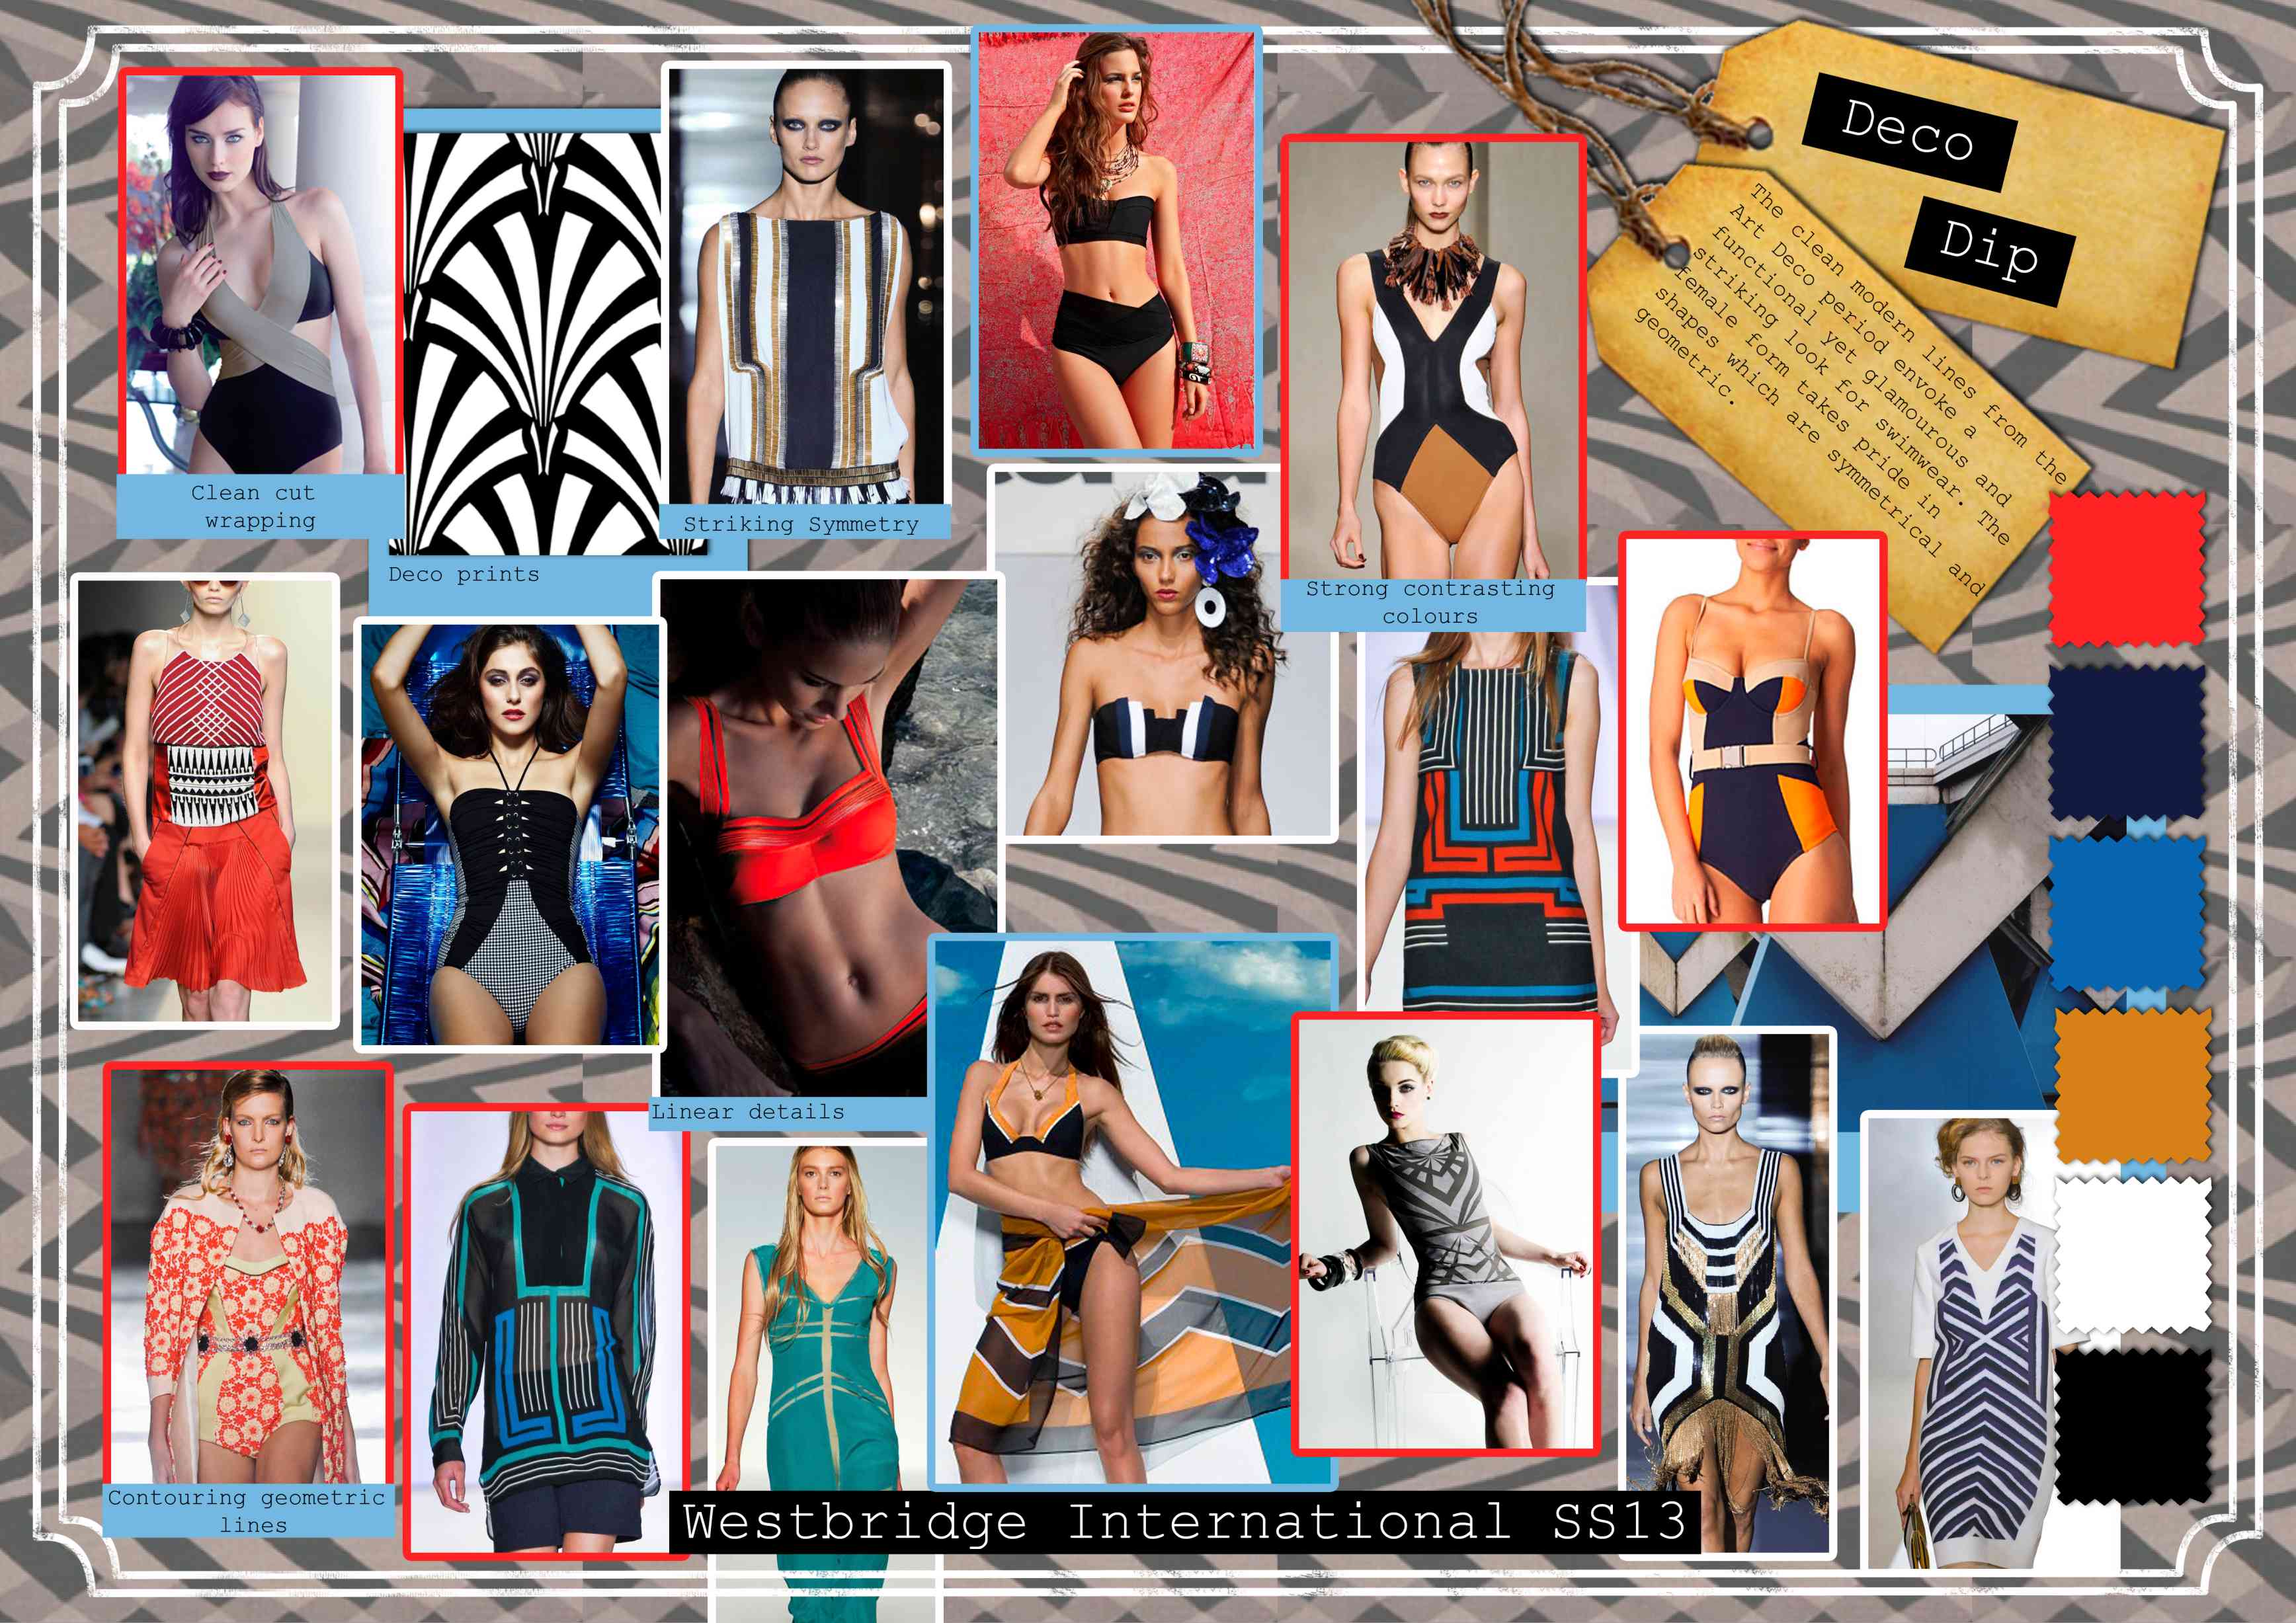 Deco
Dip
The clean modern lines from the
Art Deco period envoke a
functional yet glamourous and
striking look for swimwear. The
female form takes pride in
shapes which are symmetrical and
geometric.
Clean cut
wrapping
Deco prints
Striking Symmetry
Strong contrasting
colours
Linear details
Contouring geometric
lines
Westbridge International SS13